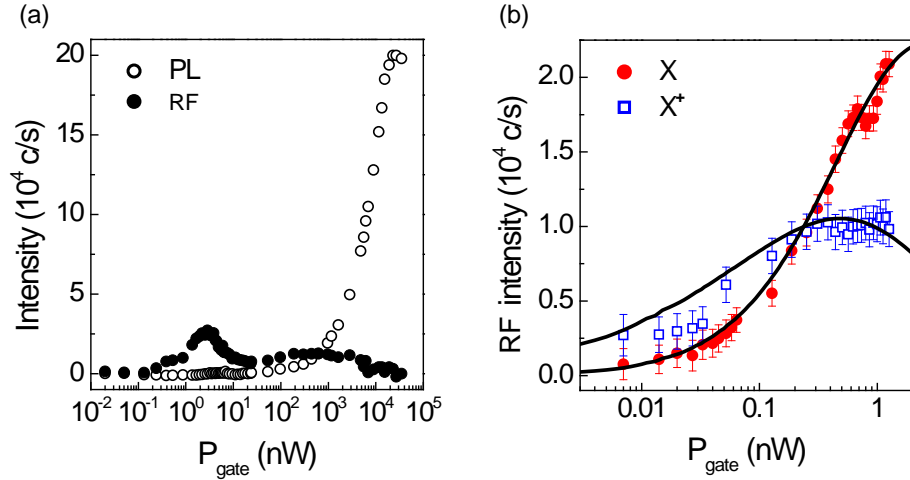 (a)
20
15
10
5
0
Intensity (10⁴ c/s)
PL
RF
10⁻² 10⁻¹ 10⁰ 10¹ 10² 10³ 10⁴ 10⁵
P_gate (nW)
(b)
2.0
1.5
1.0
0.5
0.0
RF intensity (10⁴ c/s)
X
X⁺
0.01 0.1 1
P_gate (nW)